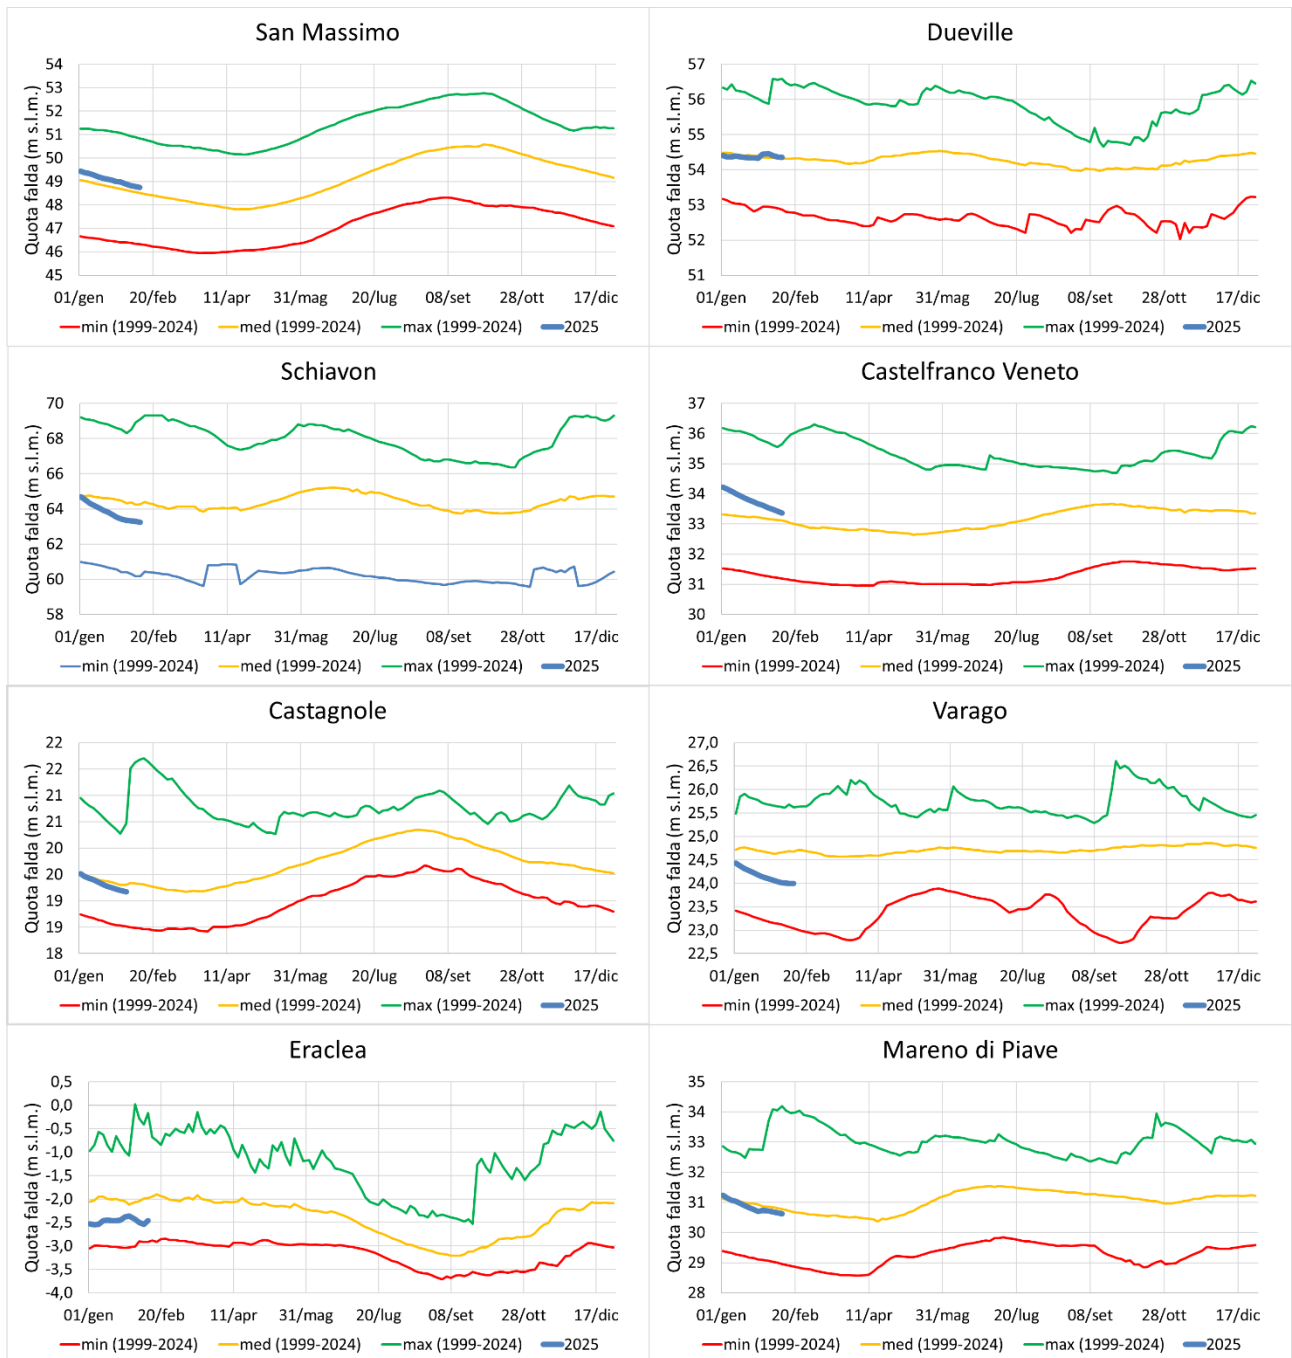 San Massimo
Quota falda (m s.l.m.)
54
53
52
51
50
49
48
47
46
45
01/gen 20/feb 11/apr 31/mag 20/lug 08/set 28/ott 17/dic
min (1999-2024) med (1999-2024) max (1999-2024) 2025
Dueville
Quota falda (m s.l.m.)
57
56
55
54
53
52
51
01/gen 20/feb 11/apr 31/mag 20/lug 08/set 28/ott 17/dic
min (1999-2024) med (1999-2024) max (1999-2024) 2025
Schiavon
Quota falda (m s.l.m.)
70
68
66
64
62
60
58
01/gen 20/feb 11/apr 31/mag 20/lug 08/set 28/ott 17/dic
min (1999-2024) med (1999-2024) max (1999-2024) 2025
Castelfranco Veneto
Quota falda (m s.l.m.)
37
36
35
34
33
32
31
30
01/gen 20/feb 11/apr 31/mag 20/lug 08/set 28/ott 17/dic
min (1999-2024) med (1999-2024) max (1999-2024) 2025
Castagnole
Quota falda (m s.l.m.)
22
22
21
21
20
20
19
19
18
01/gen 20/feb 11/apr 31/mag 20/lug 08/set 28/ott 17/dic
min (1999-2024) med (1999-2024) max (1999-2024) 2025
Varago
Quota falda (m s.l.m.)
27,0
26,5
26,0
25,5
25,0
24,5
24,0
23,5
23,0
22,5
01/gen 20/feb 11/apr 31/mag 20/lug 08/set 28/ott 17/dic
min (1999-2024) med (1999-2024) max (1999-2024) 2025
Eraclea
Quota falda (m s.l.m.)
0,5
0,0
-0,5
-1,0
-1,5
-2,0
-2,5
-3,0
-3,5
-4,0
01/gen 20/feb 11/apr 31/mag 20/lug 08/set 28/ott 17/dic
min (1999-2024) med (1999-2024) max (1999-2024) 2025
Mareno di Piave
Quota falda (m s.l.m.)
35
34
33
32
31
30
29
28
01/gen 20/feb 11/apr 31/mag 20/lug 08/set 28/ott 17/dic
min (1999-2024) med (1999-2024) max (1999-2024) 2025